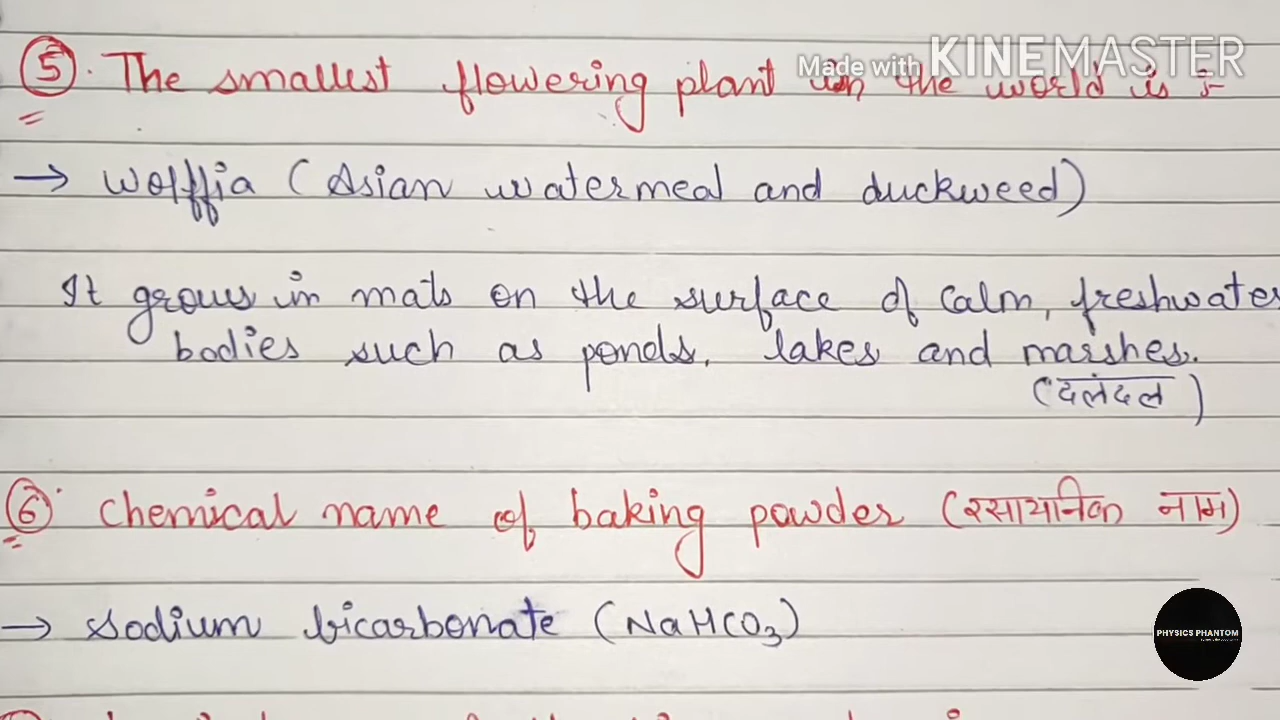 Made with KINEMASTER
5. The smallest flowering plant in the world is :-
→ Wolffia (Asian watermeal and duckweed)
It grows in mats on the surface of calm, freshwater
bodies such as ponds, lakes and marshes.
(दलंदल)
6. Chemical name of baking powder (रसायनिक नाम)
→ Sodium bicarbonate (NaHCO3)
PHYSICS PHANTOM